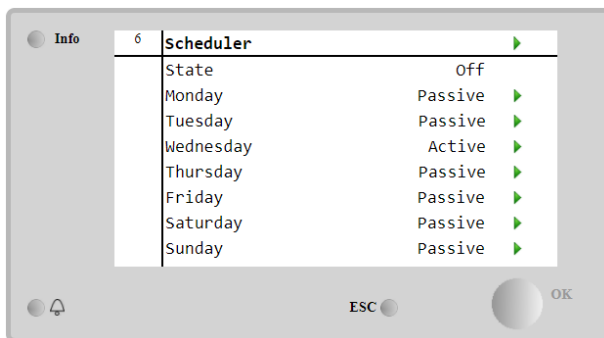 Info
6 Scheduler
State Off
Monday Passive
Tuesday Passive
Wednesday Active
Thursday Passive
Friday Passive
Saturday Passive
Sunday Passive
ESC OK